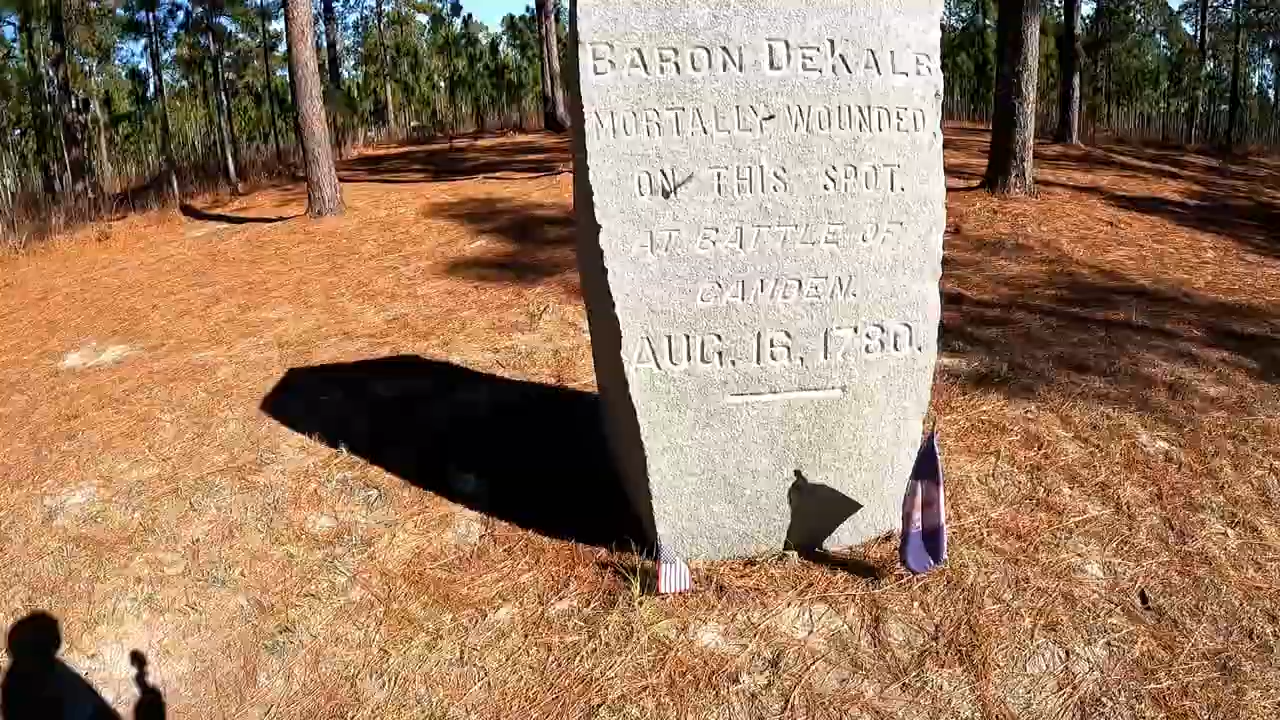 BARON DEKALB
MORTALLY WOUNDED
ON THIS SPOT.
AT BATTLE OF
CAMDEN.
AUG. 16, 1780.